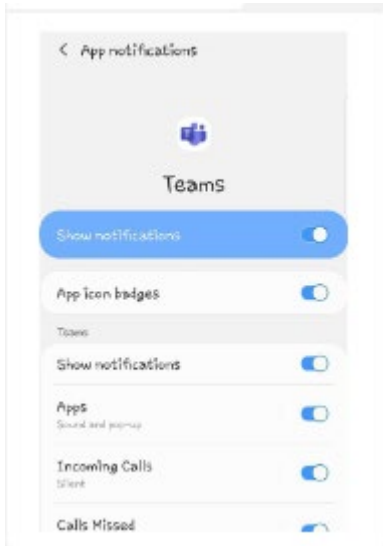 < App notifications
Teams
Show notifications
App icon badges
Teams
Show notifications
Apps
Sound and pop-up
Incoming Calls
Silent
Calls Missed